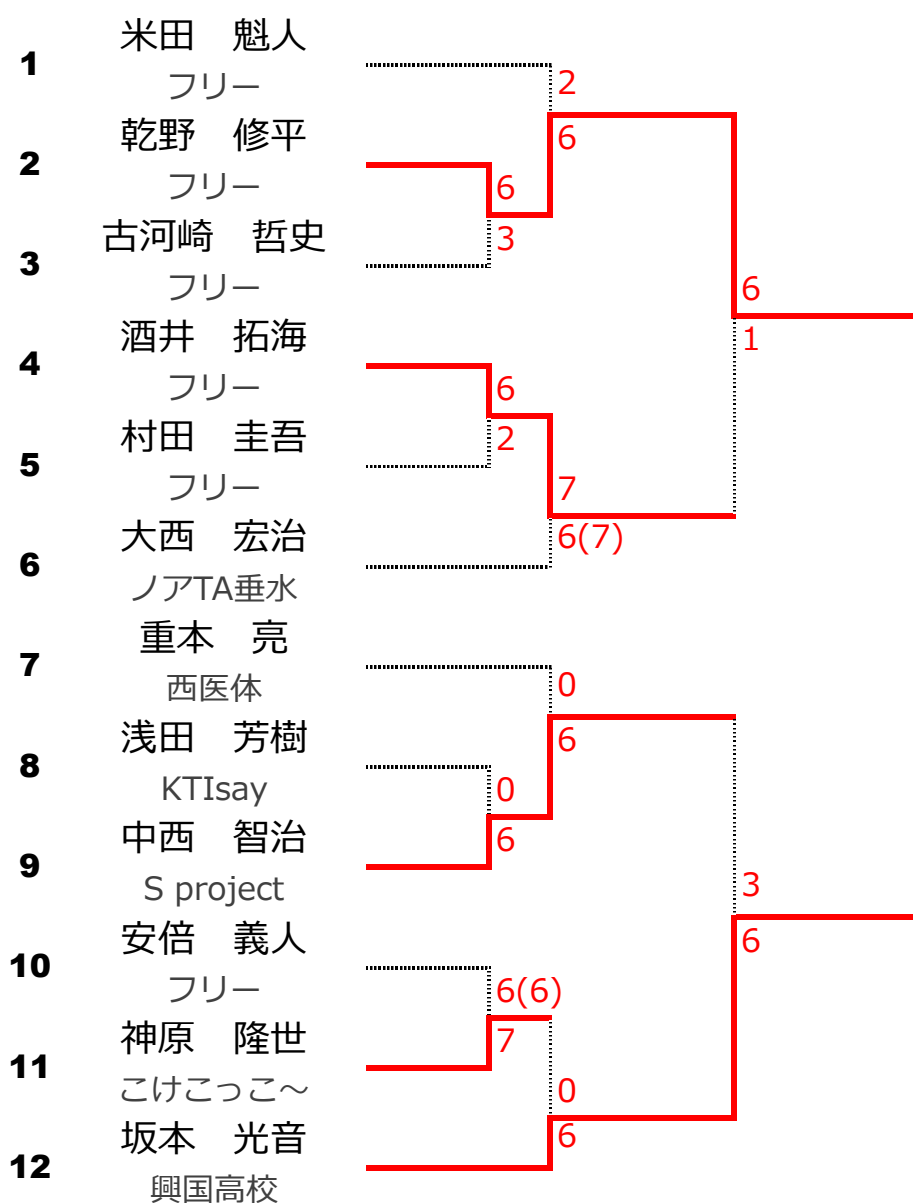 1 米田　魁人
フリー
2
2 乾野　修平
6
フリー
6
3 古河崎　哲史
3
フリー
6
4 酒井　拓海
1
フリー
6
5 村田　圭吾
2
フリー
7
6 大西　宏治
6(7)
ノアTA垂水
7 重本　亮
西医体
0
8 浅田　芳樹
6
KTIsay
0
9 中西　智治
6
S project
3
10 安倍　義人
6
フリー
6(6)
11 神原　隆世
7
こけこっこ～
0
12 坂本　光音
6
興国高校